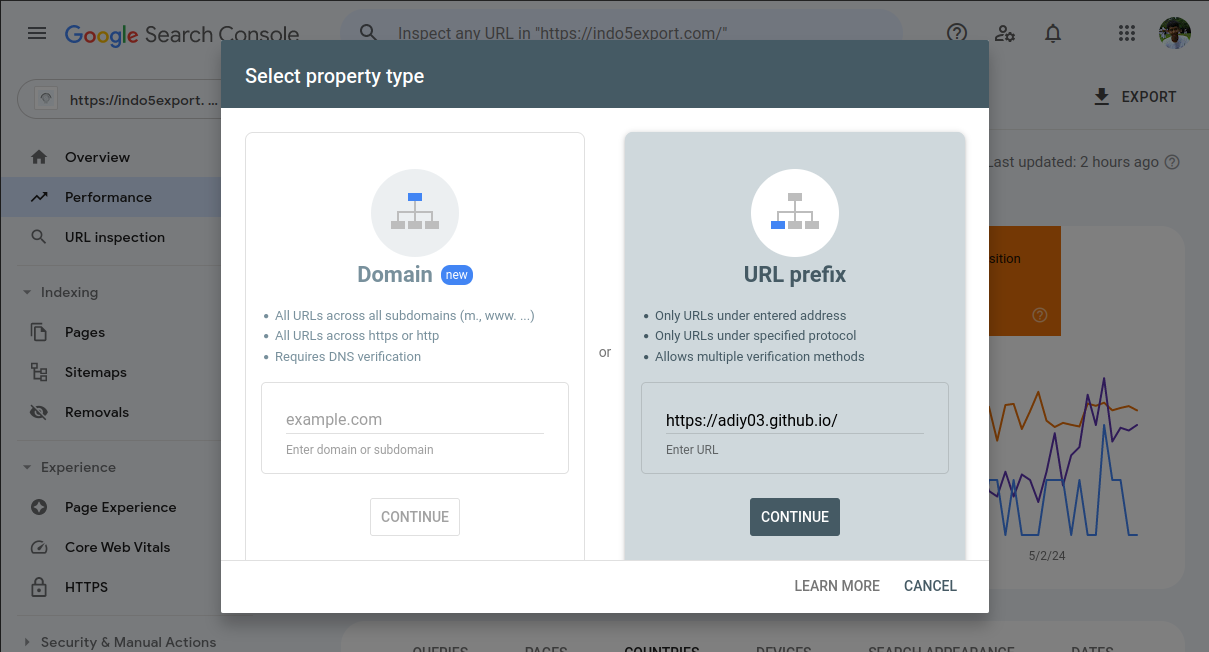 Google Search Console
Inspect any URL in "https://indo5export.com/"
https://indo5export. ...
EXPORT
Overview
Performance
URL inspection
Indexing
Pages
Sitemaps
Removals
Experience
Page Experience
Core Web Vitals
HTTPS
Security & Manual Actions
Last updated: 2 hours ago
sition
5/2/24
Select property type
Domain new
All URLs across all subdomains (m., www. ...)
All URLs across https or http
Requires DNS verification
example.com
Enter domain or subdomain
CONTINUE
or
URL prefix
Only URLs under entered address
Only URLs under specified protocol
Allows multiple verification methods
https://adiy03.github.io/
Enter URL
CONTINUE
LEARN MORE
CANCEL
QUERIES
PAGES
COUNTRIES
DEVICES
SEARCH APPEARANCE
DATES